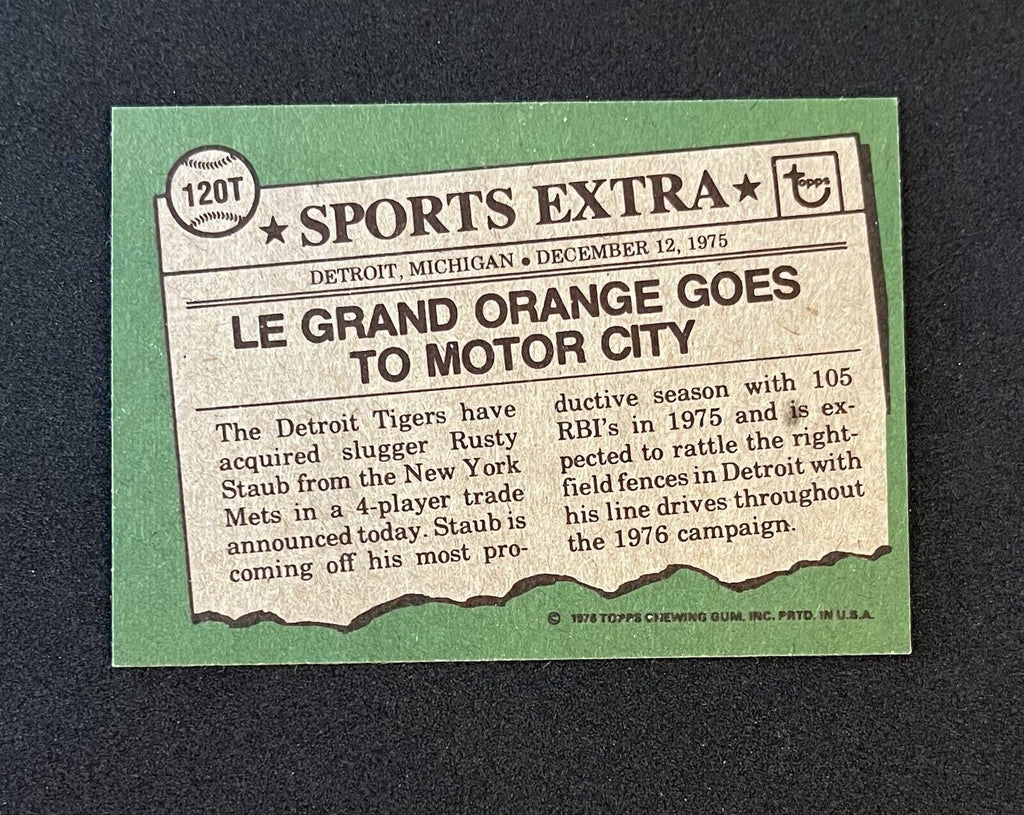 120T
★ SPORTS EXTRA ★
topps
DETROIT, MICHIGAN • DECEMBER 12, 1975
LE GRAND ORANGE GOES
TO MOTOR CITY
The Detroit Tigers have
acquired slugger Rusty
Staub from the New York
Mets in a 4-player trade
announced today. Staub is
coming off his most pro-
ductive season with 105
RBI's in 1975 and is ex-
pected to rattle the right-
field fences in Detroit with
his line drives throughout
the 1976 campaign.
© 1976 TOPPS CHEWING GUM, INC. PRTD. IN U.S.A.